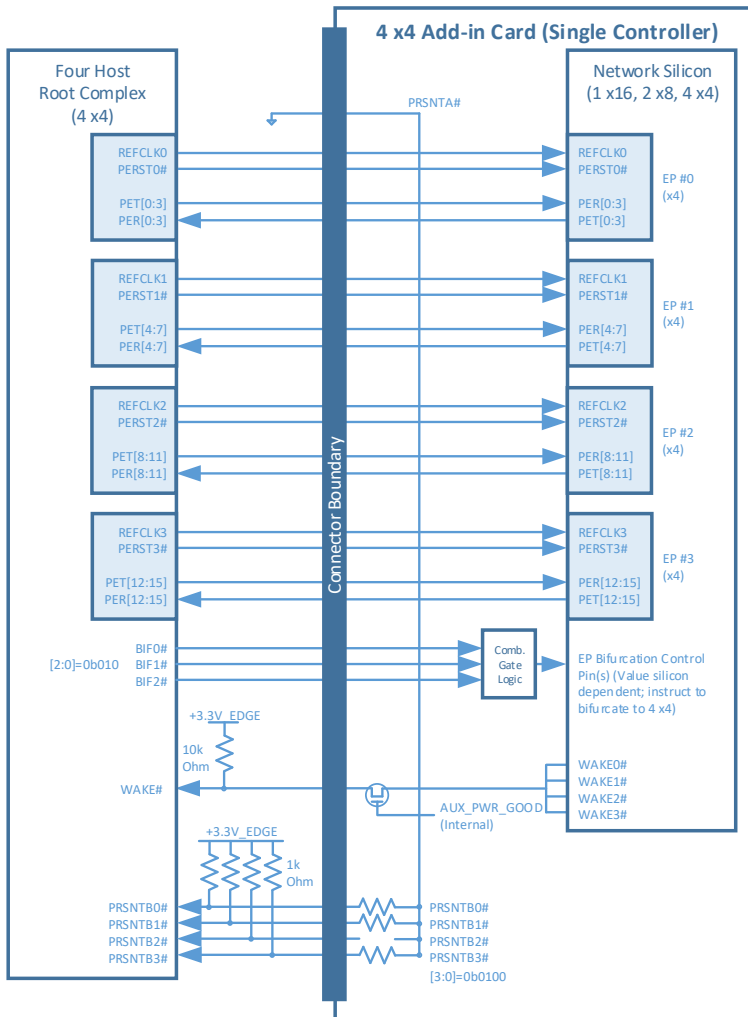 4 x4 Add-in Card (Single Controller)
Four Host
Root Complex
(4 x4)
Network Silicon
(1 x16, 2 x8, 4 x4)
PRSNTA#
REFCLK0
PERST0#
PET[0:3]
PER[0:3]
REFCLK0
PERST0#
PER[0:3]
PET[0:3]
EP #0
(x4)
REFCLK1
PERST1#
PET[4:7]
PER[4:7]
REFCLK1
PERST1#
PER[4:7]
PET[4:7]
EP #1
(x4)
REFCLK2
PERST2#
PET[8:11]
PER[8:11]
REFCLK2
PERST2#
PER[8:11]
PET[8:11]
EP #2
(x4)
REFCLK3
PERST3#
PET[12:15]
PER[12:15]
REFCLK3
PERST3#
PER[12:15]
PET[12:15]
EP #3
(x4)
Connector Boundary
BIF0#
[2:0]=0b010 BIF1#
BIF2#
Comb.
Gate
Logic
EP Bifurcation Control
Pin(s) (Value silicon
dependent; instruct to
bifurcate to 4 x4)
+3.3V_EDGE
10k
Ohm
WAKE#
WAKE0#
WAKE1#
WAKE2#
WAKE3#
AUX_PWR_GOOD
(Internal)
+3.3V_EDGE
1k
Ohm
PRSNTB0#
PRSNTB1#
PRSNTB2#
PRSNTB3#
PRSNTB0#
PRSNTB1#
PRSNTB2#
PRSNTB3#
[3:0]=0b0100